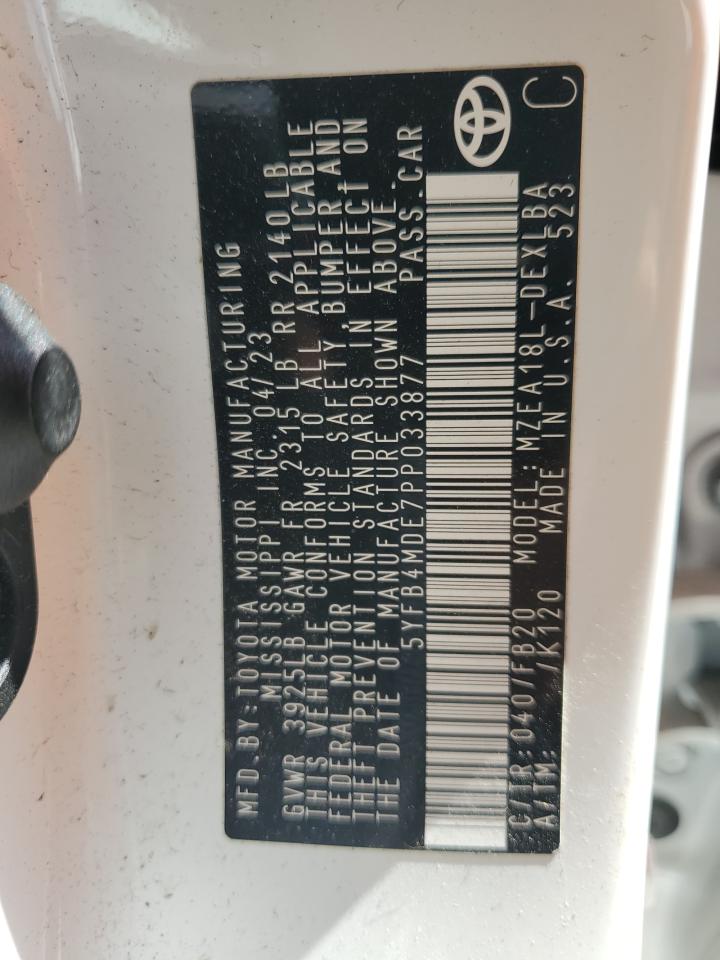 MFD.BY:TOYOTA MOTOR MANUFACTURING
MISSISSIPPI INC. 04/23
GVWR 3925LB GAWR FR 2315 LB RR 2140LB
THIS VEHICLE CONFORMS TO ALL APPLICABLE
FEDERAL MOTOR VEHICLE SAFETY, BUMPER AND
THEFT PREVENTION STANDARDS IN EFFECT ON
THE DATE OF MANUFACTURE SHOWN ABOVE.
5YFB4MDE7PP033877 PASS.CAR
C/TR:040/FB20 MODEL:MZEA18L-DEXLBA
A/TM: /K120 MADE IN U.S.A. 523
C